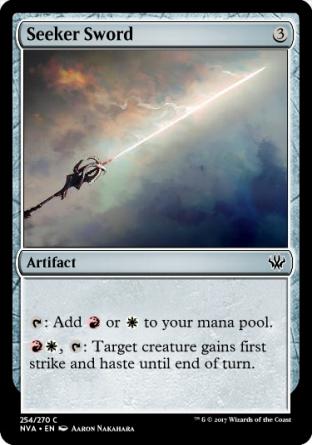 Seeker Sword 3
Artifact
: Add or to your mana pool.
, : Target creature gains first
strike and haste until end of turn.
254/270 C
NVA • EN AARON NAKAHARA
™ & © 2017 Wizards of the Coast